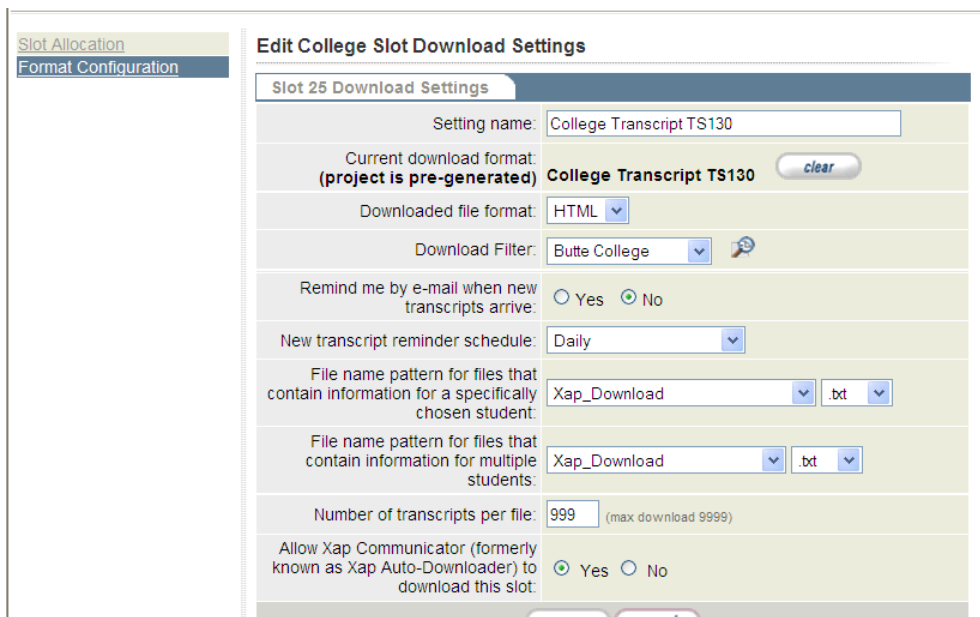 Slot Allocation
Format Configuration
Edit College Slot Download Settings
Slot 25 Download Settings
Setting name: College Transcript TS130
Current download format:
(project is pre-generated) College Transcript TS130 clear
Downloaded file format: HTML
Download Filter: Butte College
Remind me by e-mail when new
transcripts arrive: Yes No
New transcript reminder schedule: Daily
File name pattern for files that
contain information for a specifically
chosen student: Xap_Download .txt
File name pattern for files that
contain information for multiple
students: Xap_Download .txt
Number of transcripts per file: 999 (max download 9999)
Allow Xap Communicator (formerly
known as Xap Auto-Downloader) to
download this slot: Yes No